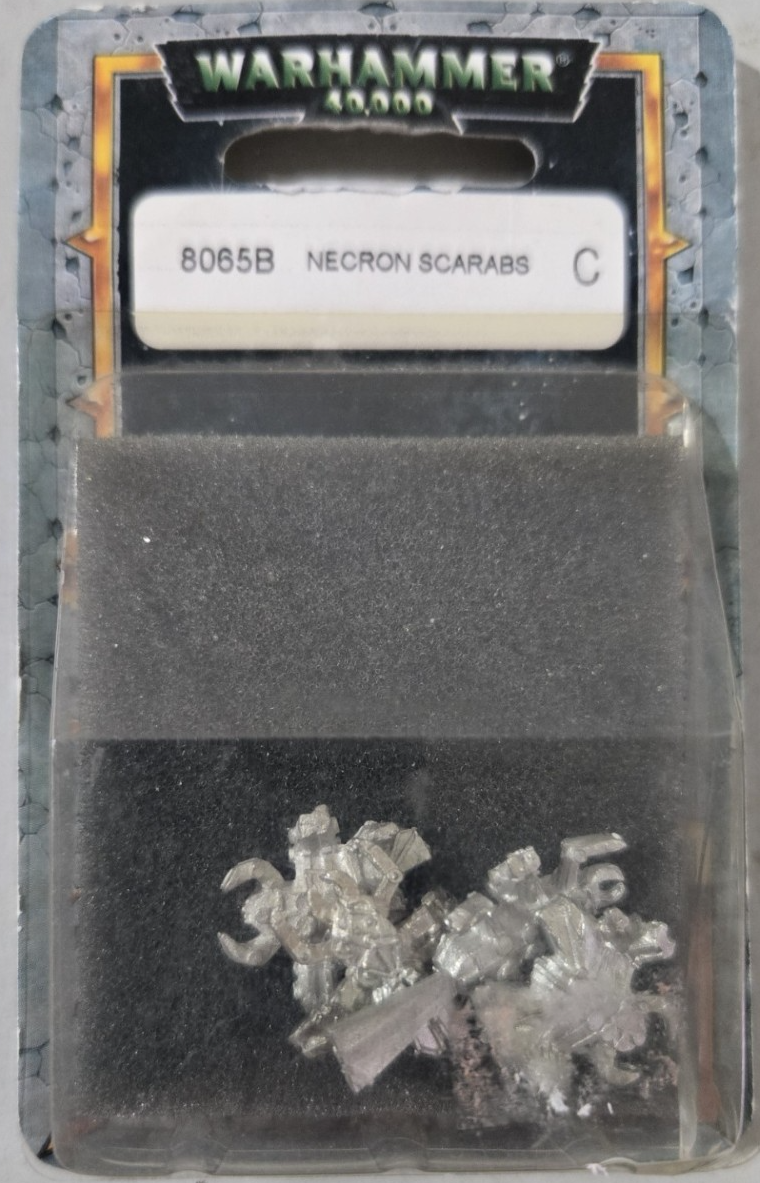 WARHAMMER®
40,000
8065B NECRON SCARABS C